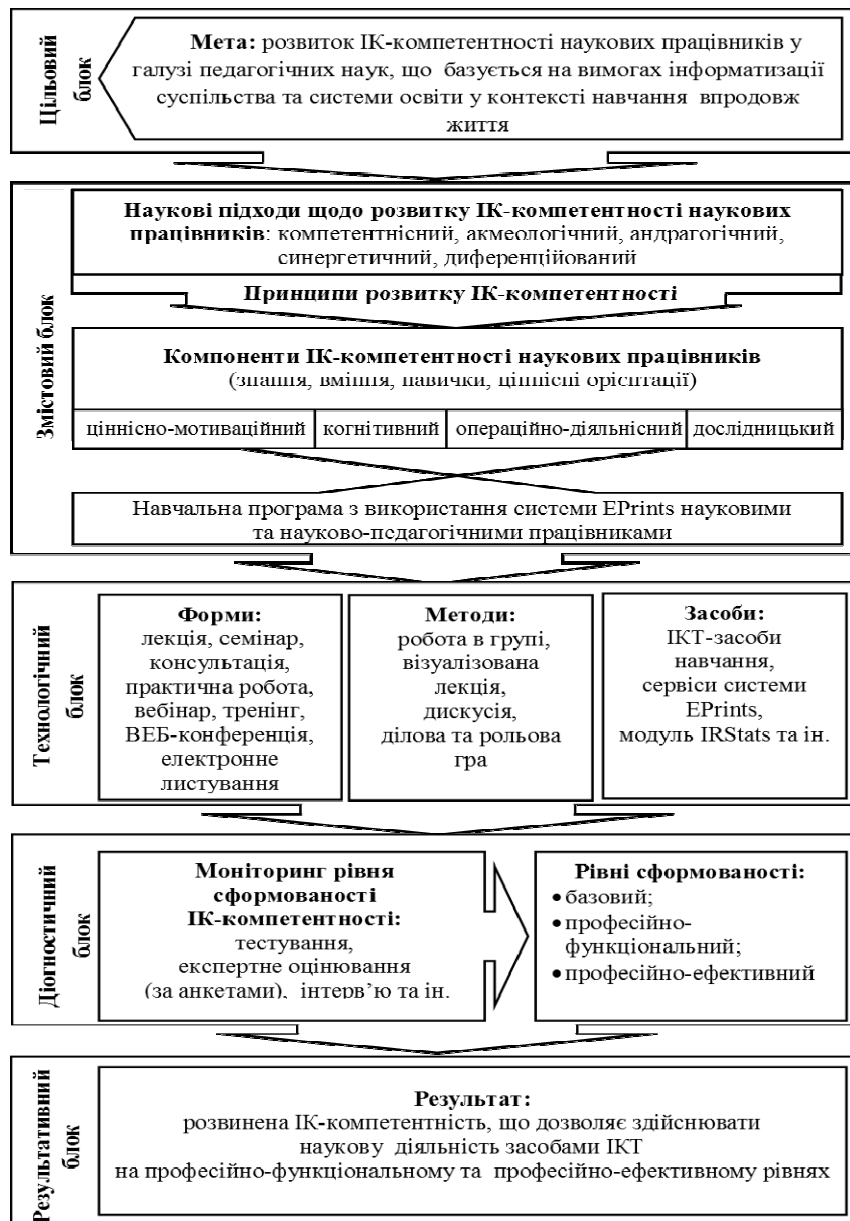 Цільовий
блок
Мета: розвиток ІК-компетентності наукових працівників у
галузі педагогічних наук, що базується на вимогах інформатизації
суспільства та системи освіти у контексті навчання впродовж
життя
Змістовий блок
Наукові підходи щодо розвитку ІК-компетентності наукових
працівників: компетентнісний, акмеологічний, андрагогічний,
синергетичний, диференційований
Принципи розвитку ІК-компетентності
Компоненти ІК-компетентності наукових працівників
(знання, вміння, навички, ціннісні орієнтації)
ціннісно-мотиваційний
когнітивний
операційно-діяльнісний
дослідницький
Навчальна програма з використання системи EPrints науковими
та науково-педагогічними працівниками
Технологічний
блок
Форми:
лекція, семінар,
консультація,
практична робота,
вебінар, тренінг,
ВЕБ-конференція,
електронне
листування
Методи:
робота в групі,
візуалізована
лекція,
дискусія,
ділова та рольова
гра
Засоби:
ІКТ-засоби
навчання,
сервіси системи
EPrints,
модуль IRStats та ін.
Діогностичний
блок
Моніторинг рівня
сформованості
ІК-компетентності:
тестування,
експертне оцінювання
(за анкетами), інтерв’ю та ін.
Рівні сформованості:
• базовий;
• професійно-
функціональний;
• професійно-ефективний
Результативний
блок
Результат:
розвинена ІК-компетентність, що дозволяє здійснювати
наукову діяльність засобами ІКТ
на професійно-функціональному та професійно-ефективному рівнях